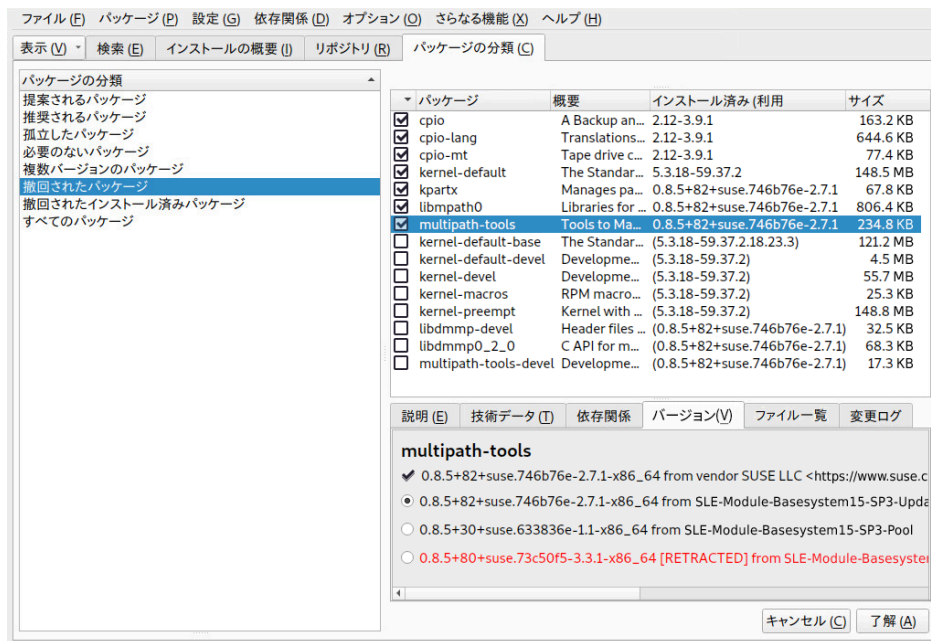 ファイル (F) パッケージ (P) 設定 (G) 依存関係 (D) オプション (O) さらなる機能 (X) ヘルプ (H)
表示 (V) 検索 (E) インストールの概要 (I) リポジトリ (R) パッケージの分類 (C)
パッケージの分類
提案されるパッケージ
推奨されるパッケージ
孤立したパッケージ
必要のないパッケージ
複数バージョンのパッケージ
撤回されたパッケージ
撤回されたインストール済みパッケージ
すべてのパッケージ
パッケージ 概要 インストール済み (利用 サイズ
cpio A Backup an... 2.12-3.9.1 163.2 KB
cpio-lang Translations... 2.12-3.9.1 644.6 KB
cpio-mt Tape drive c... 2.12-3.9.1 77.4 KB
kernel-default The Standar... 5.3.18-59.37.2 148.5 MB
kpartx Manages pa... 0.8.5+82+suse.746b76e-2.7.1 67.8 KB
libmpath0 Libraries for ... 0.8.5+82+suse.746b76e-2.7.1 806.4 KB
multipath-tools Tools to Ma... 0.8.5+82+suse.746b76e-2.7.1 234.8 KB
kernel-default-base The Standar... (5.3.18-59.37.2.18.23.3) 121.2 MB
kernel-default-devel Developme... (5.3.18-59.37.2) 4.5 MB
kernel-devel Developme... (5.3.18-59.37.2) 55.7 MB
kernel-macros RPM macro... (5.3.18-59.37.2) 25.3 KB
kernel-preempt Kernel with ... (5.3.18-59.37.2) 148.8 MB
libdmmp-devel Header files ... (0.8.5+82+suse.746b76e-2.7.1) 32.5 KB
libdmmp0_2_0 C API for m... (0.8.5+82+suse.746b76e-2.7.1) 68.3 KB
multipath-tools-devel Developme... (0.8.5+82+suse.746b76e-2.7.1) 17.3 KB
説明 (E) 技術データ (T) 依存関係 バージョン(V) ファイル一覧 変更ログ
multipath-tools
0.8.5+82+suse.746b76e-2.7.1-x86_64 from vendor SUSE LLC <https://www.suse.c
0.8.5+82+suse.746b76e-2.7.1-x86_64 from SLE-Module-Basesystem15-SP3-Upda
0.8.5+30+suse.633836e-1.1-x86_64 from SLE-Module-Basesystem15-SP3-Pool
0.8.5+80+suse.73c50f5-3.3.1-x86_64 [RETRACTED] from SLE-Module-Basesyste
キャンセル (C) 了解 (A)